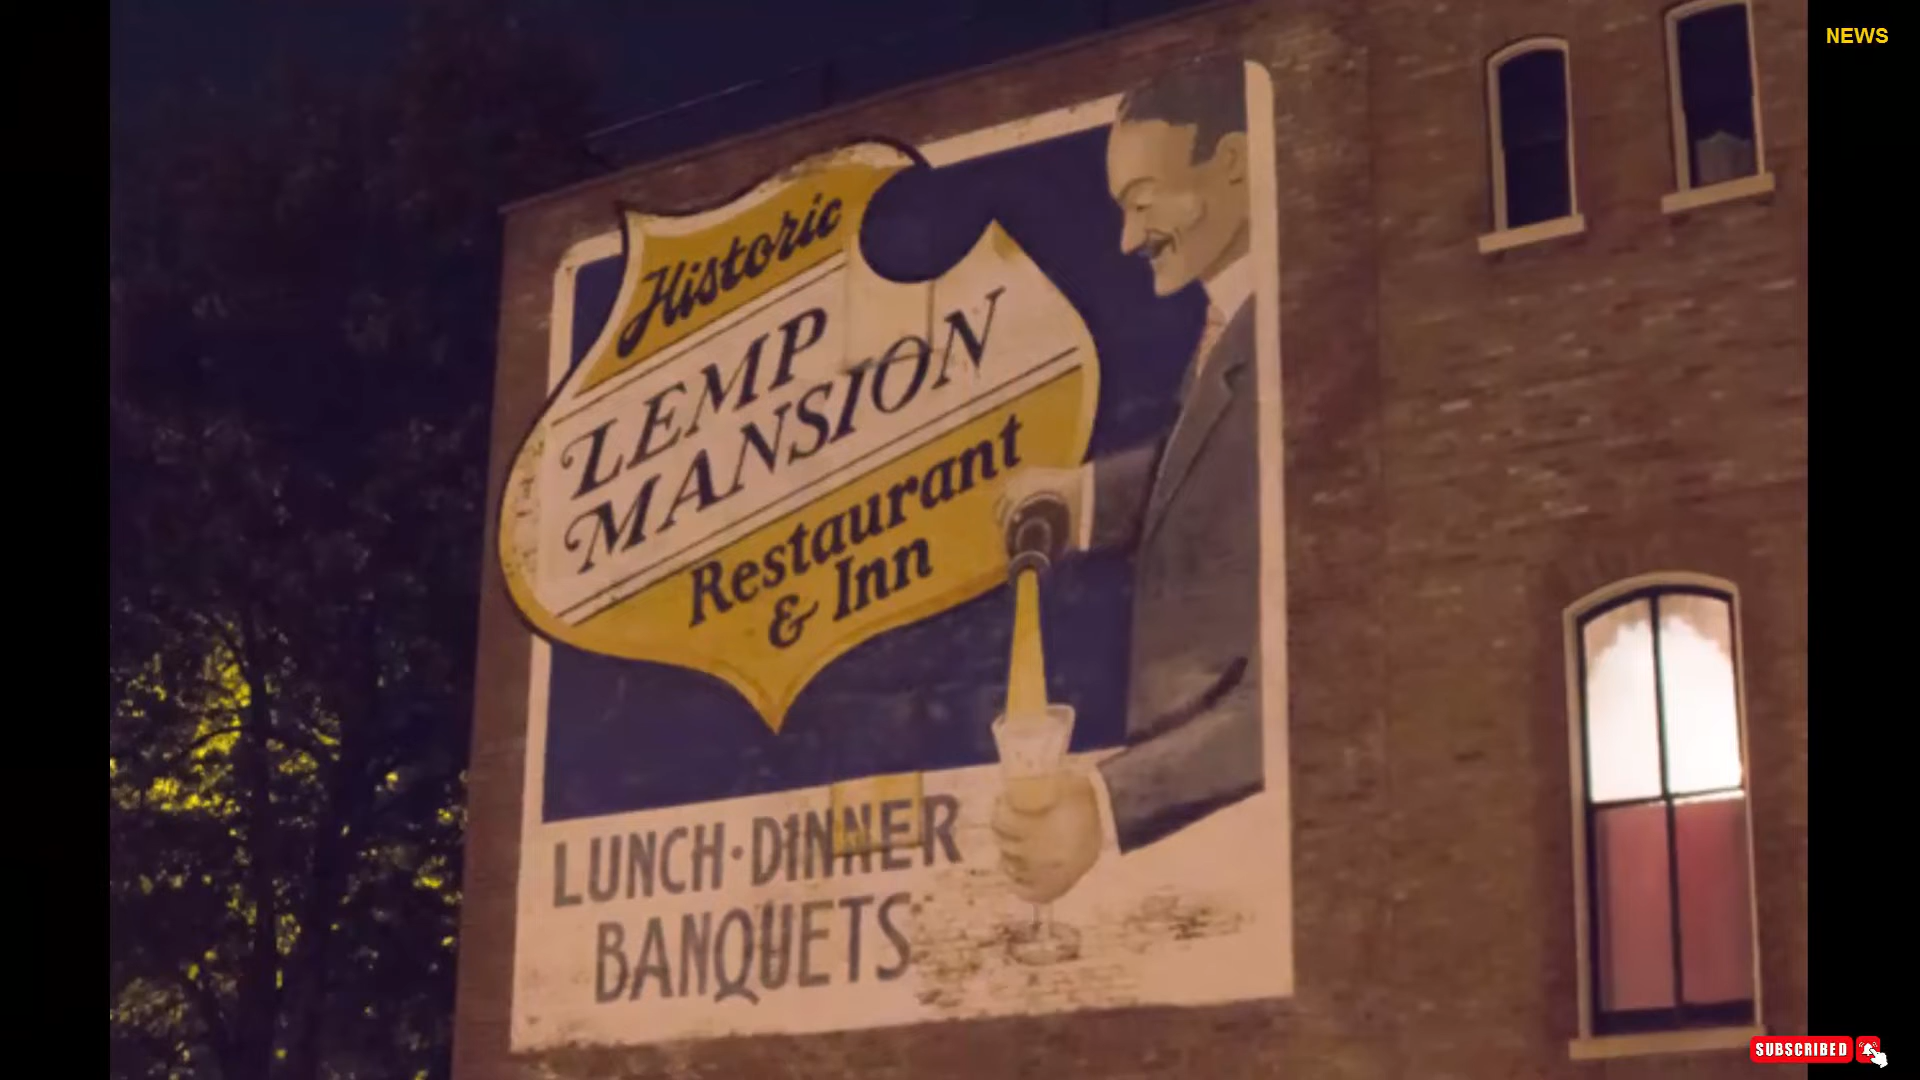 NEWS
Historic
LEMP
MANSION
Restaurant
& Inn
LUNCH·DINNER
BANQUETS
SUBSCRIBED